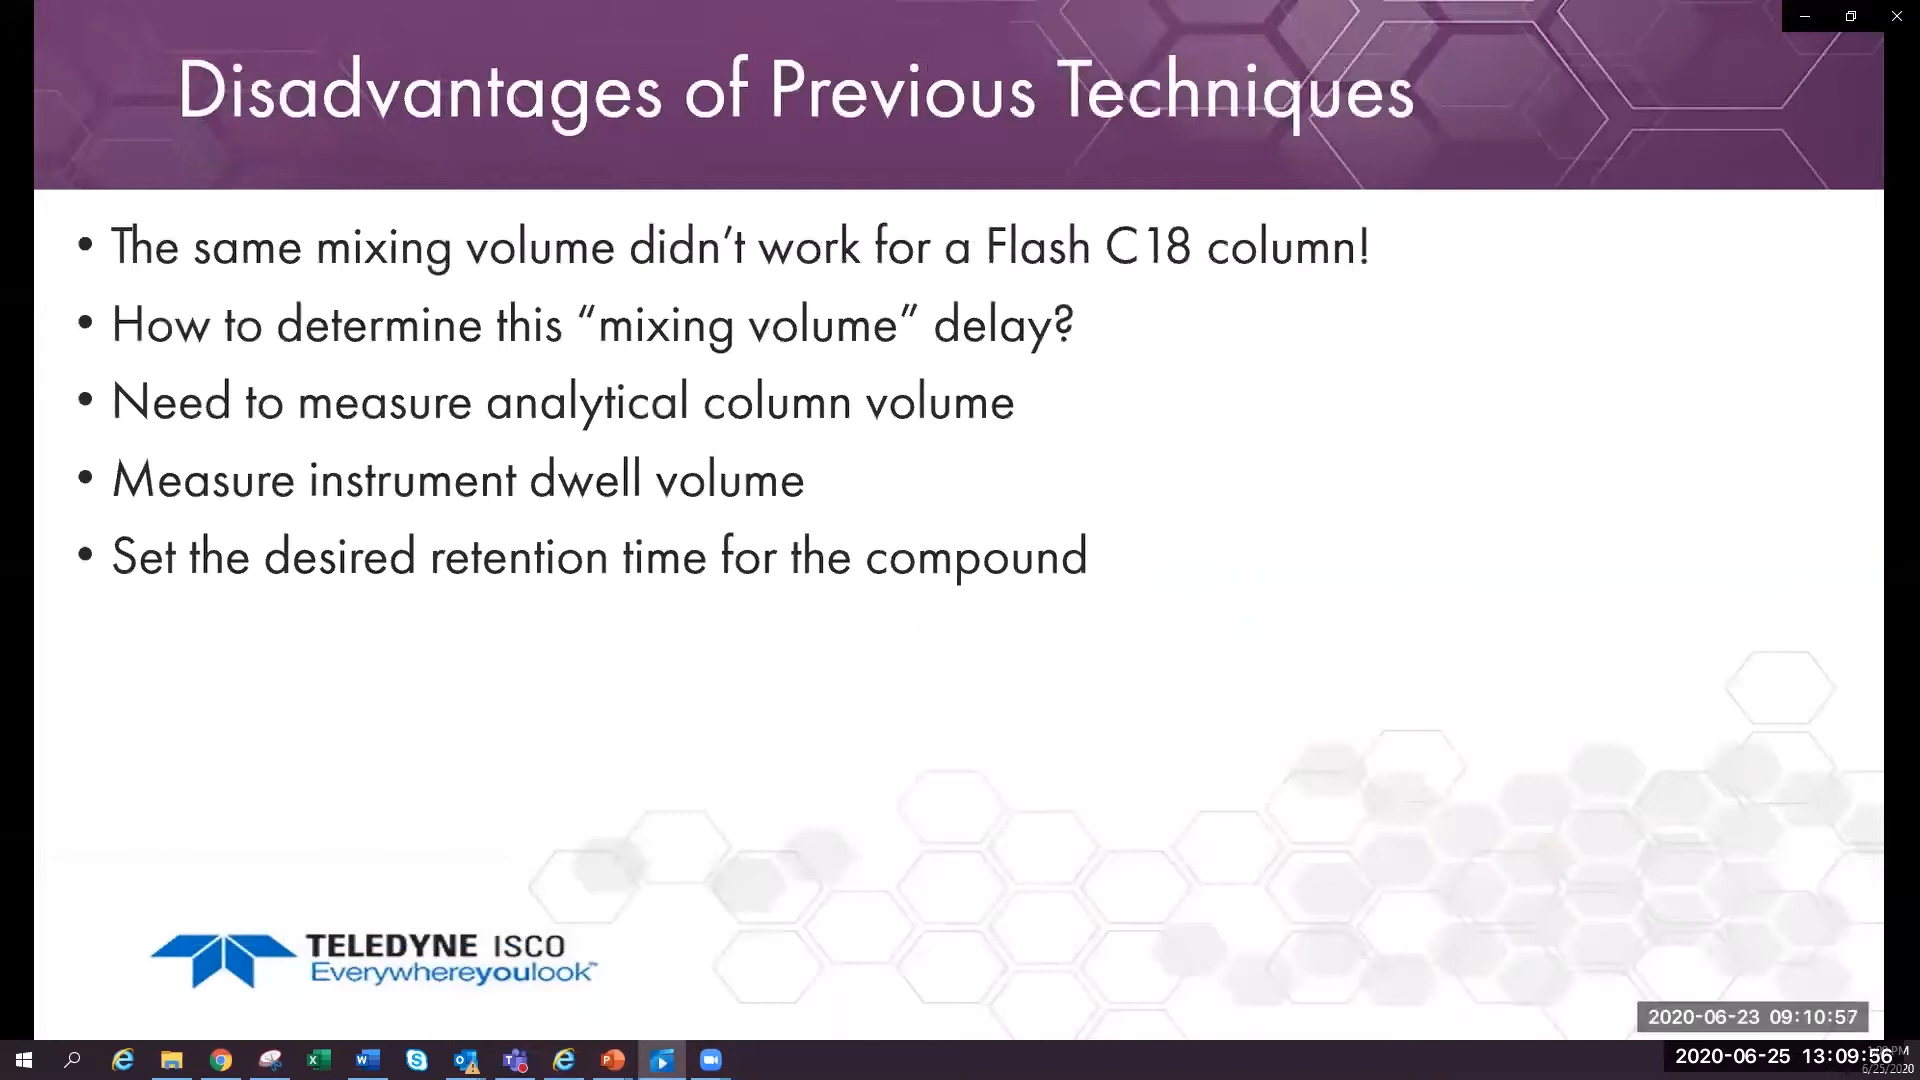 Disadvantages of Previous Techniques
• The same mixing volume didn’t work for a Flash C18 column!
• How to determine this “mixing volume” delay?
• Need to measure analytical column volume
• Measure instrument dwell volume
• Set the desired retention time for the compound
TELEDYNE ISCO
Everywhereyoulook™
2020-06-23 09:10:57
2020-06-25 13:09:56
6/25/2020